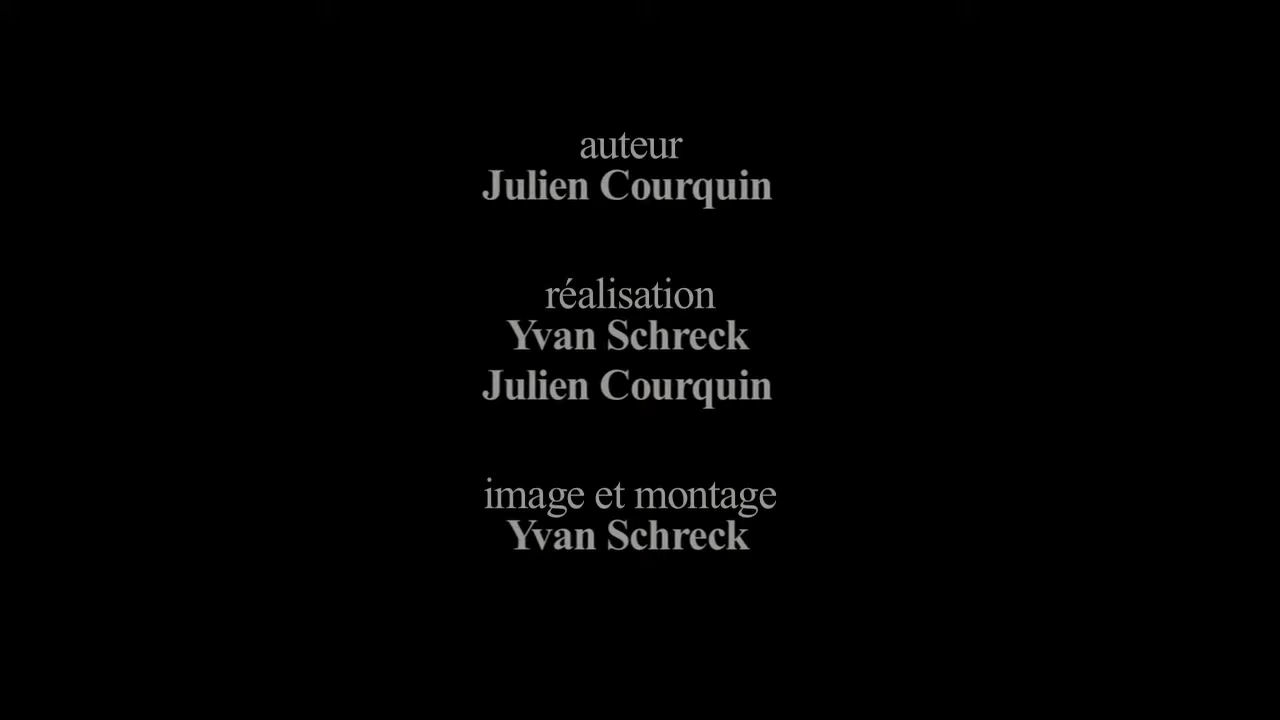 auteur
Julien Courquin
réalisation
Yvan Schreck
Julien Courquin
image et montage
Yvan Schreck